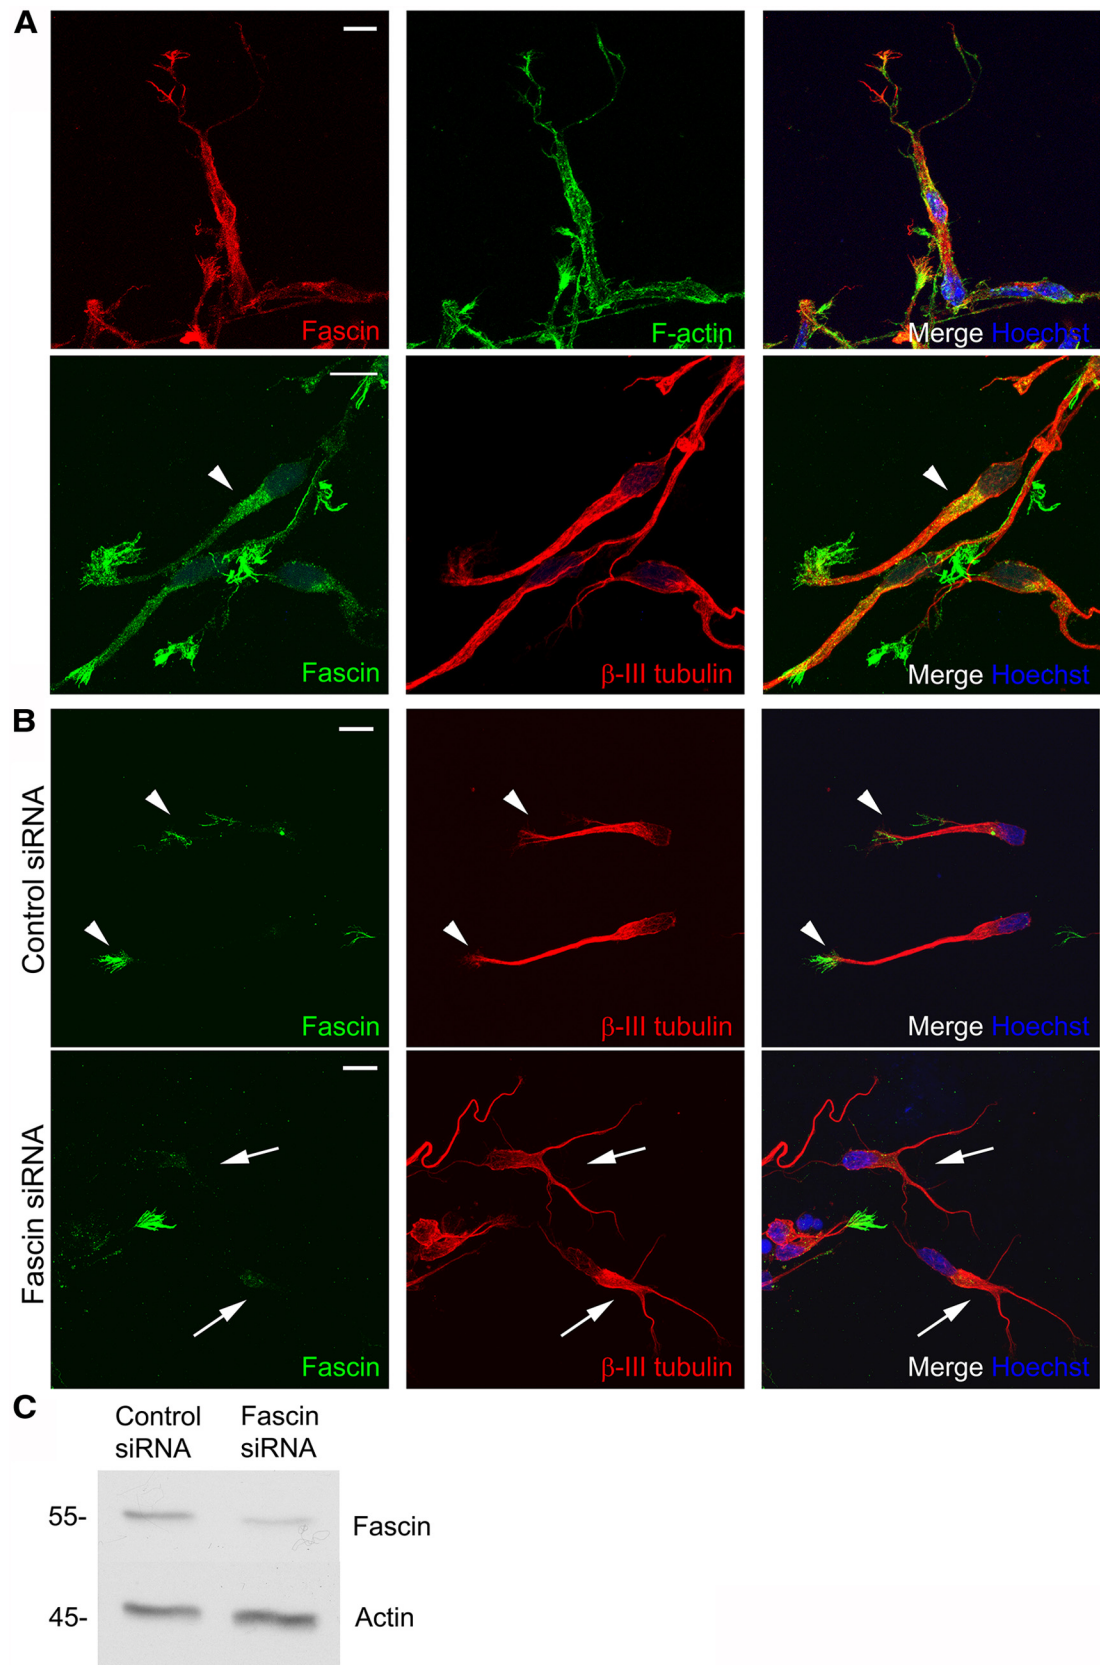 A
Fascin
F-actin
Merge Hoechst
Fascin
β-III tubulin
Merge Hoechst
B
Control siRNA
Fascin
β-III tubulin
Merge Hoechst
Fascin siRNA
Fascin
β-III tubulin
Merge Hoechst
C
Control siRNA
Fascin siRNA
55-
Fascin
45-
Actin